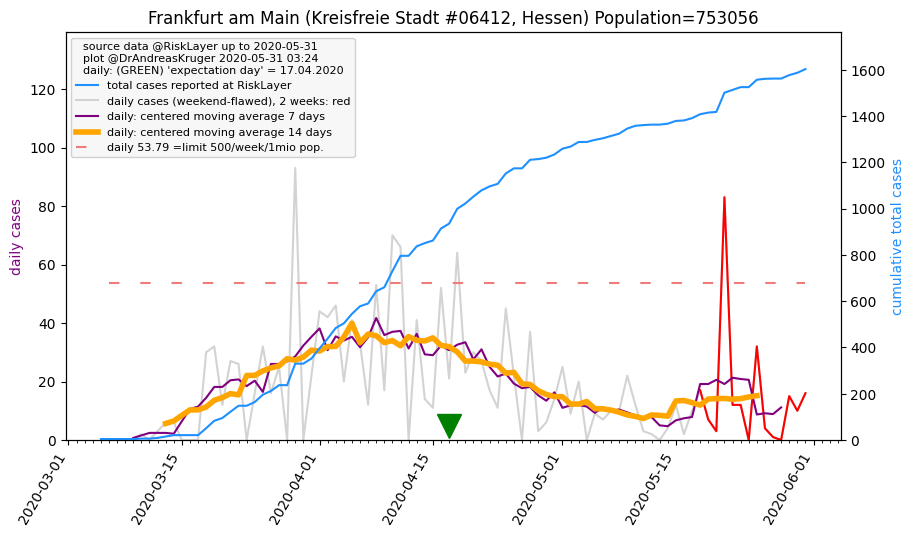 Frankfurt am Main (Kreisfreie Stadt #06412, Hessen) Population=753056
source data @RiskLayer up to 2020-05-31
plot @DrAndreasKruger 2020-05-31 03:24
daily: (GREEN) 'expectation day' = 17.04.2020
total cases reported at RiskLayer
daily cases (weekend-flawed), 2 weeks: red
daily: centered moving average 7 days
daily: centered moving average 14 days
daily 53.79 =limit 500/week/1mio pop.
daily cases
120
100
80
60
40
20
0
cumulative total cases
1600
1400
1200
1000
800
600
400
200
0
2020-03-01
2020-03-15
2020-04-01
2020-04-15
2020-05-01
2020-05-15
2020-06-01